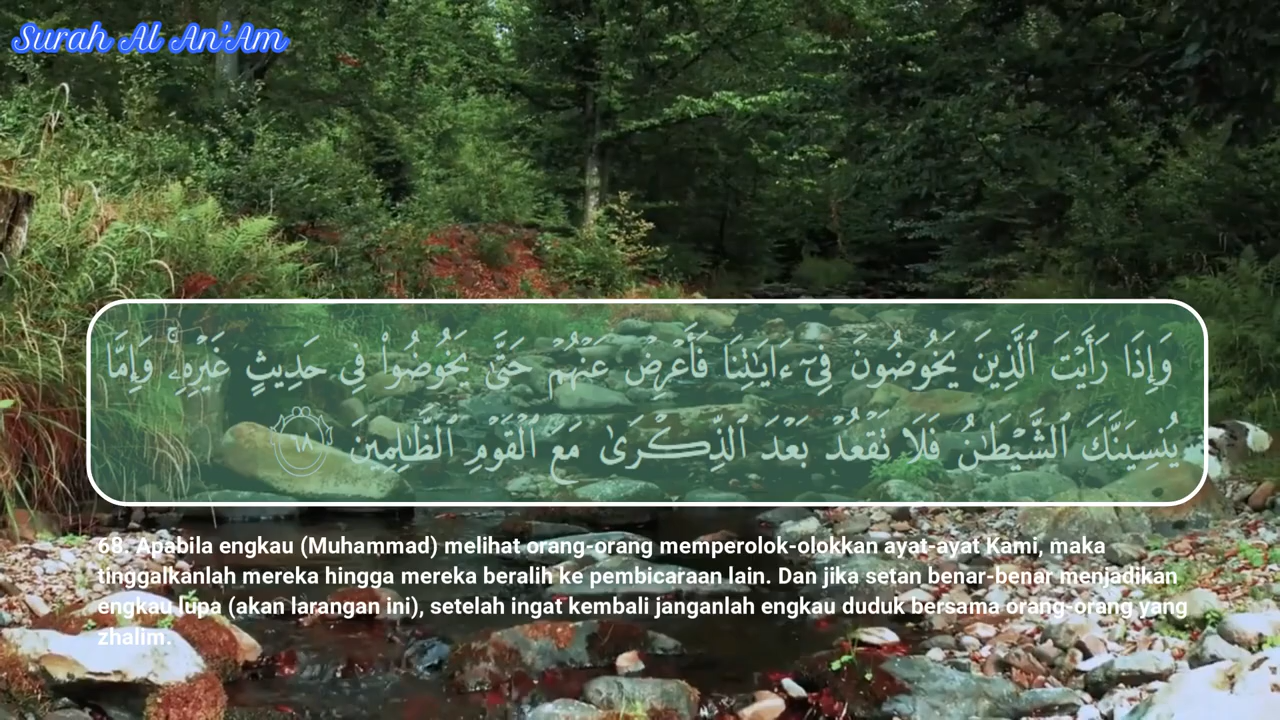 Surah Al An'Am
وَإِذَا رَأَيْتَ ٱلَّذِينَ يَخُوضُونَ فِىٓ ءَايَـٰتِنَا فَأَعْرِضْ عَنْهُمْ حَتَّىٰ يَخُوضُوا۟ فِى حَدِيثٍ غَيْرِهِۦ ۚ وَإِمَّا
يُنسِيَنَّكَ ٱلشَّيْطَـٰنُ فَلَا تَقْعُدْ بَعْدَ ٱلذِّكْرَىٰ مَعَ ٱلْقَوْمِ ٱلظَّـٰلِمِينَ ٦٨
68. Apabila engkau (Muhammad) melihat orang-orang memperolok-olokkan ayat-ayat Kami, maka
tinggalkanlah mereka hingga mereka beralih ke pembicaraan lain. Dan jika setan benar-benar menjadikan
engkau lupa (akan larangan ini), setelah ingat kembali janganlah engkau duduk bersama orang-orang yang
zhalim.